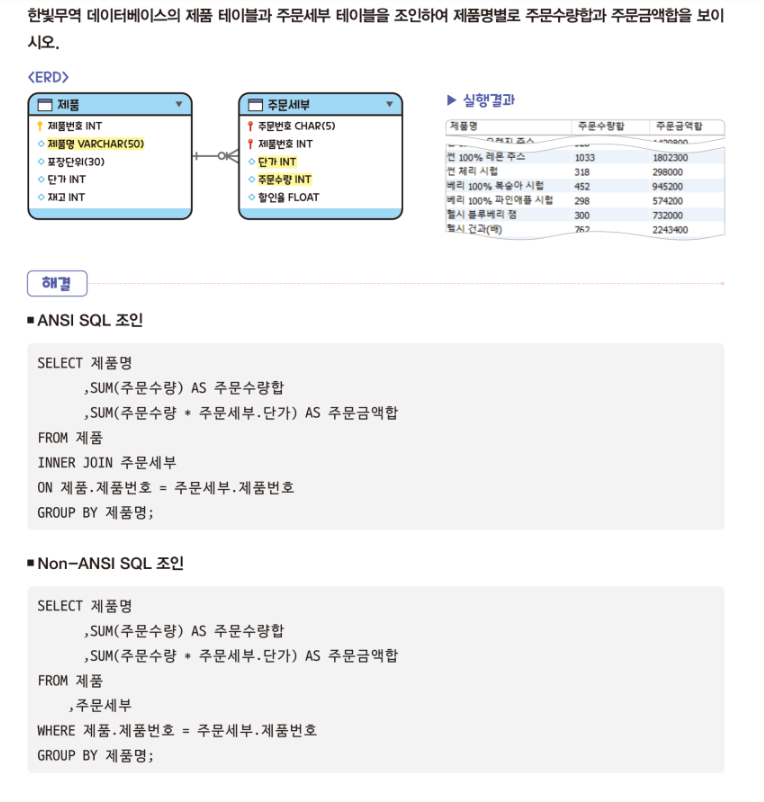 한빛무역 데이터베이스의 제품 테이블과 주문세부 테이블을 조인하여 제품명별로 주문수량합과 주문금액합을 보이
시오.
<ERD>
제품
제품번호 INT
제품명 VARCHAR(50)
포장단위(30)
단가 INT
재고 INT
주문세부
주문번호 CHAR(5)
제품번호 INT
단가 INT
주문수량 INT
할인율 FLOAT
▶ 실행결과
제품명 주문수량합 주문금액합
썬 100% 레몬 주스 1033 1802300
썬 체리 시럽 318 298000
베리 100% 복숭아 시럽 452 945200
베리 100% 파인애플 시럽 298 574200
헬시 블루베리 잼 300 732000
헬시 건과(배) 762 2243400
해결
■ ANSI SQL 조인
SELECT 제품명
,SUM(주문수량) AS 주문수량합
,SUM(주문수량 * 주문세부.단가) AS 주문금액합
FROM 제품
INNER JOIN 주문세부
ON 제품.제품번호 = 주문세부.제품번호
GROUP BY 제품명;
■ Non-ANSI SQL 조인
SELECT 제품명
,SUM(주문수량) AS 주문수량합
,SUM(주문수량 * 주문세부.단가) AS 주문금액합
FROM 제품
,주문세부
WHERE 제품.제품번호 = 주문세부.제품번호
GROUP BY 제품명;